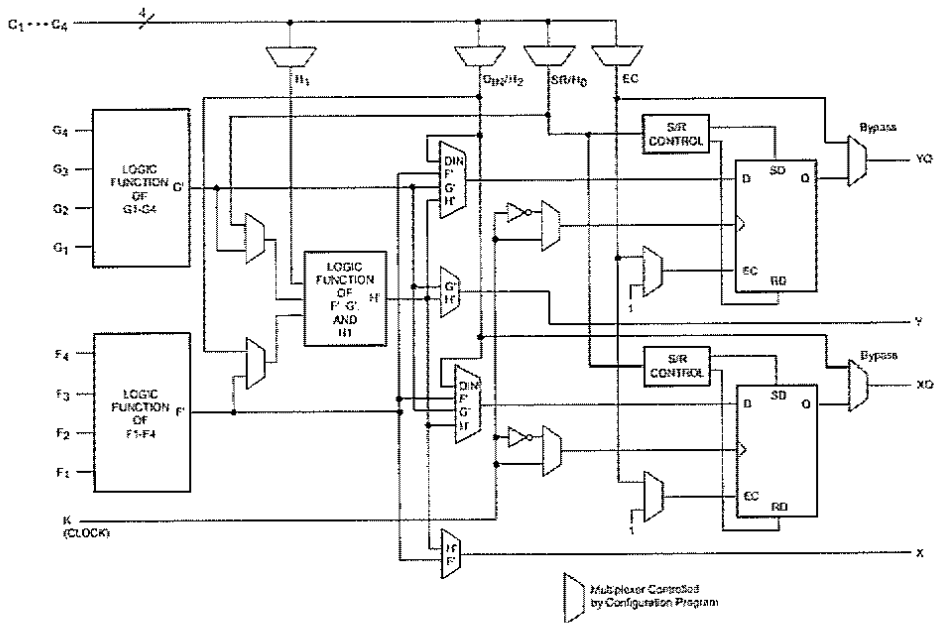 C1 • • • C4
4
H1
DIN/H2
SR/H0
EC
G4
G3
G2
G1
LOGIC
FUNCTION
OF
G1-G4
G'
DIN
F'
G'
H'
S/R
CONTROL
Bypass
YQ
D
SD
Q
EC
RD
1
LOGIC
FUNCTION
OF
F', G',
AND
H1
H'
G'
H'
Y
F4
F3
F2
F1
LOGIC
FUNCTION
OF
F1-F4
F'
DIN
F'
G'
H'
S/R
CONTROL
Bypass
XQ
D
SD
Q
EC
RD
1
K
(CLOCK)
H'
F'
X
Multiplexer Controlled
by Configuration Program